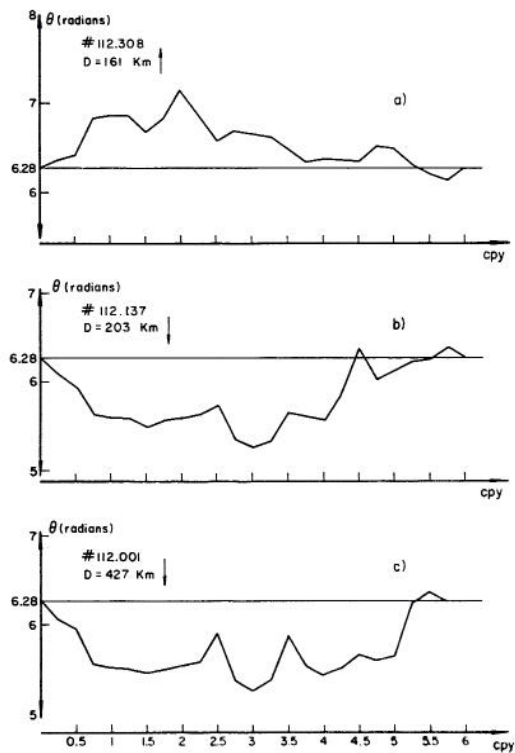 8
θ (radians)
# 112.308
D = 161 Km
a)
7
6.28
6
cpy
7
θ (radians)
# 112.137
D = 203 Km
b)
6.28
6
5
cpy
7
θ (radians)
# 112.001
D = 427 Km
c)
6.28
6
5
0.5 1 1.5 2 2.5 3 3.5 4 4.5 5 5.5 6
cpy